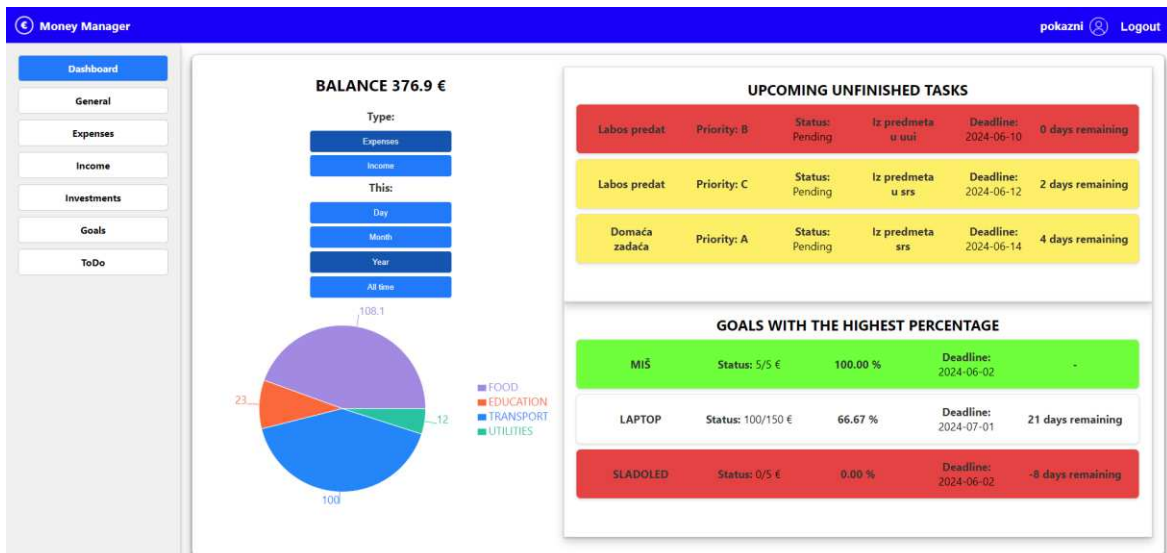 € Money Manager
pokazni Logout
Dashboard
General
Expenses
Income
Investments
Goals
ToDo
BALANCE 376.9 €
Type:
Expenses
Income
This:
Day
Month
Year
All time
108.1
23
12
100
FOOD
EDUCATION
TRANSPORT
UTILITIES
UPCOMING UNFINISHED TASKS
Labos predat Priority: B Status: Pending Iz predmeta u uui Deadline: 2024-06-10 0 days remaining
Labos predat Priority: C Status: Pending Iz predmeta u srs Deadline: 2024-06-12 2 days remaining
Domaća zadaća Priority: A Status: Pending Iz predmeta srs Deadline: 2024-06-14 4 days remaining
GOALS WITH THE HIGHEST PERCENTAGE
MIŠ Status: 5/5 € 100.00 % Deadline: 2024-06-02 -
LAPTOP Status: 100/150 € 66.67 % Deadline: 2024-07-01 21 days remaining
SLADOLED Status: 0/5 € 0.00 % Deadline: 2024-06-02 -8 days remaining